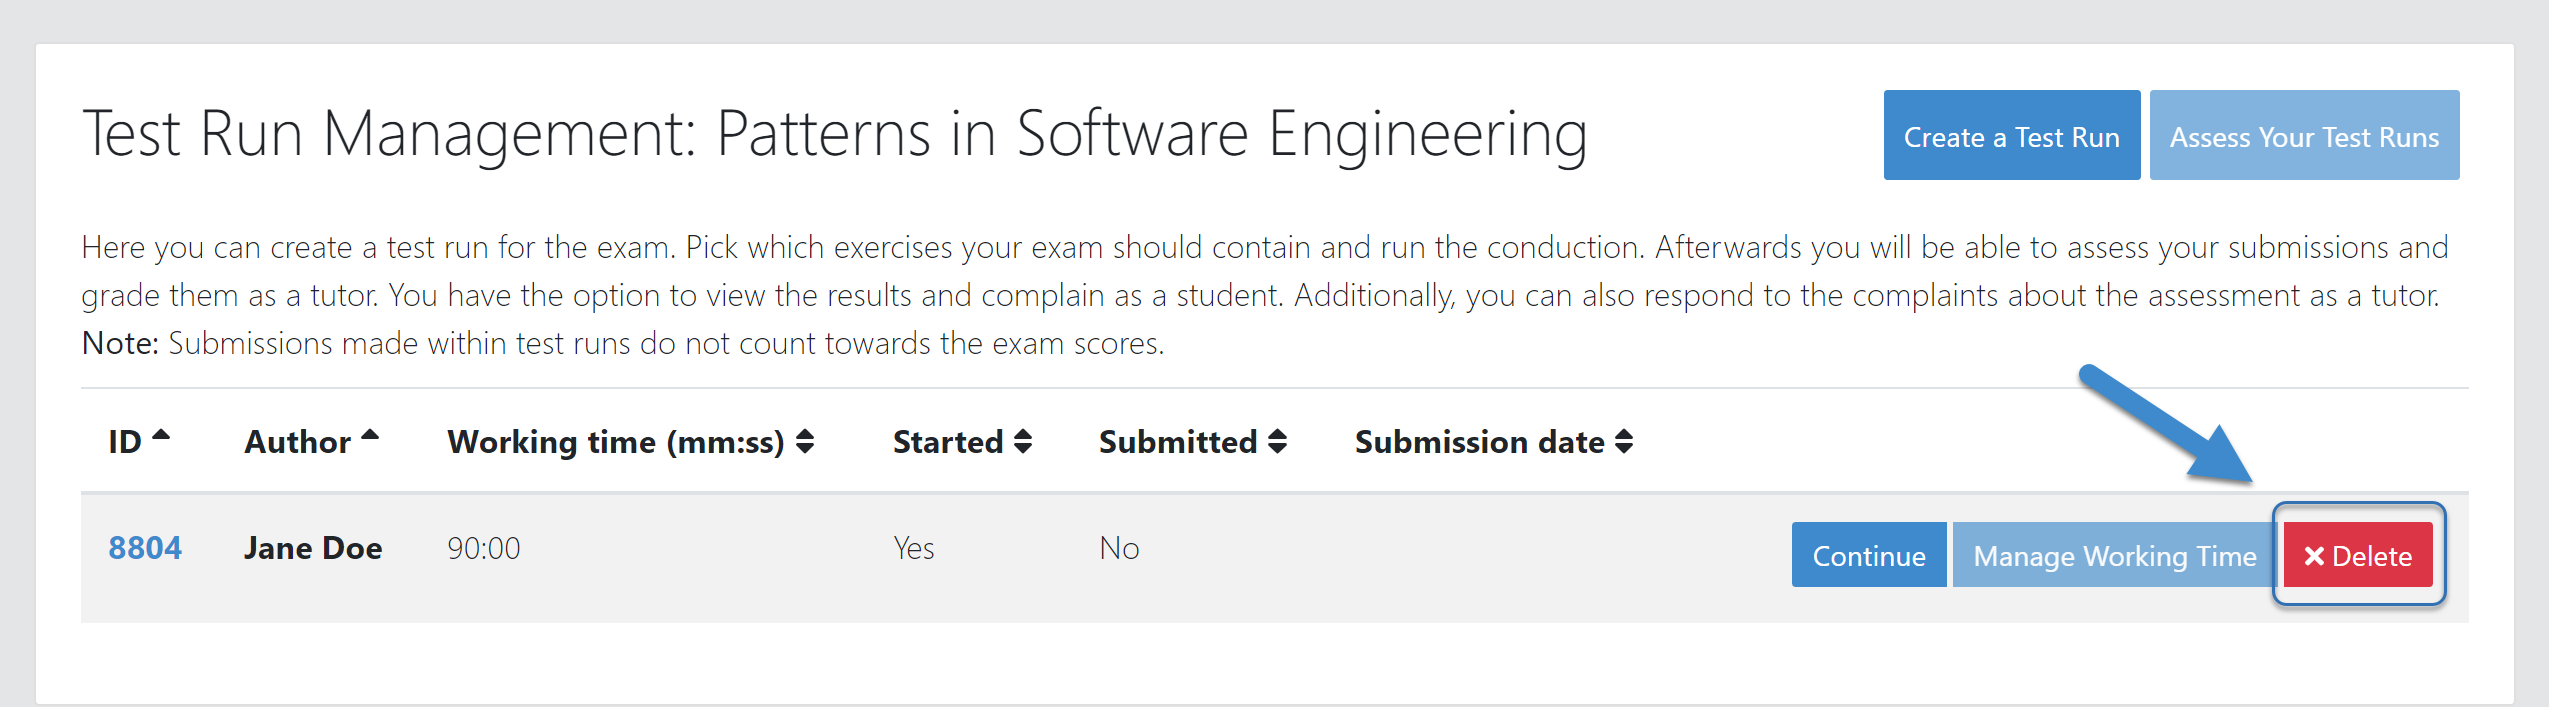 Test Run Management: Patterns in Software Engineering
Create a Test Run
Assess Your Test Runs
Here you can create a test run for the exam. Pick which exercises your exam should contain and run the conduction. Afterwards you will be able to assess your submissions and
grade them as a tutor. You have the option to view the results and complain as a student. Additionally, you can also respond to the complaints about the assessment as a tutor.
Note: Submissions made within test runs do not count towards the exam scores.
ID Author Working time (mm:ss) Started Submitted Submission date
8804 Jane Doe 90:00 Yes No Continue Manage Working Time Delete